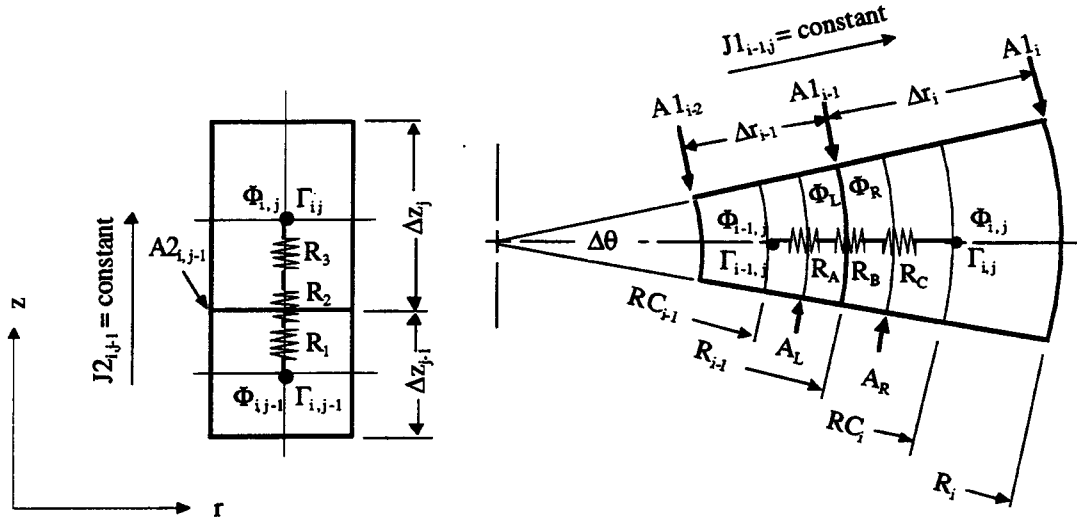 J1i-1,j = constant
A1i
A1i-1
Δri
A1i-2
Δri-1
ΦL
ΦR
Φi,j
Γij
Δzj
J2i,j-1 = constant
A2i,j-1
R3
R2
R1
z
Φi,j-1
Γi,j-1
Δzj-1
r
Δθ
Φi-1,j
Γi-1,j
RA
RB
RC
Φi,j
Γi,j
RCi-1
Ri-1
AL
AR
RCi
Ri